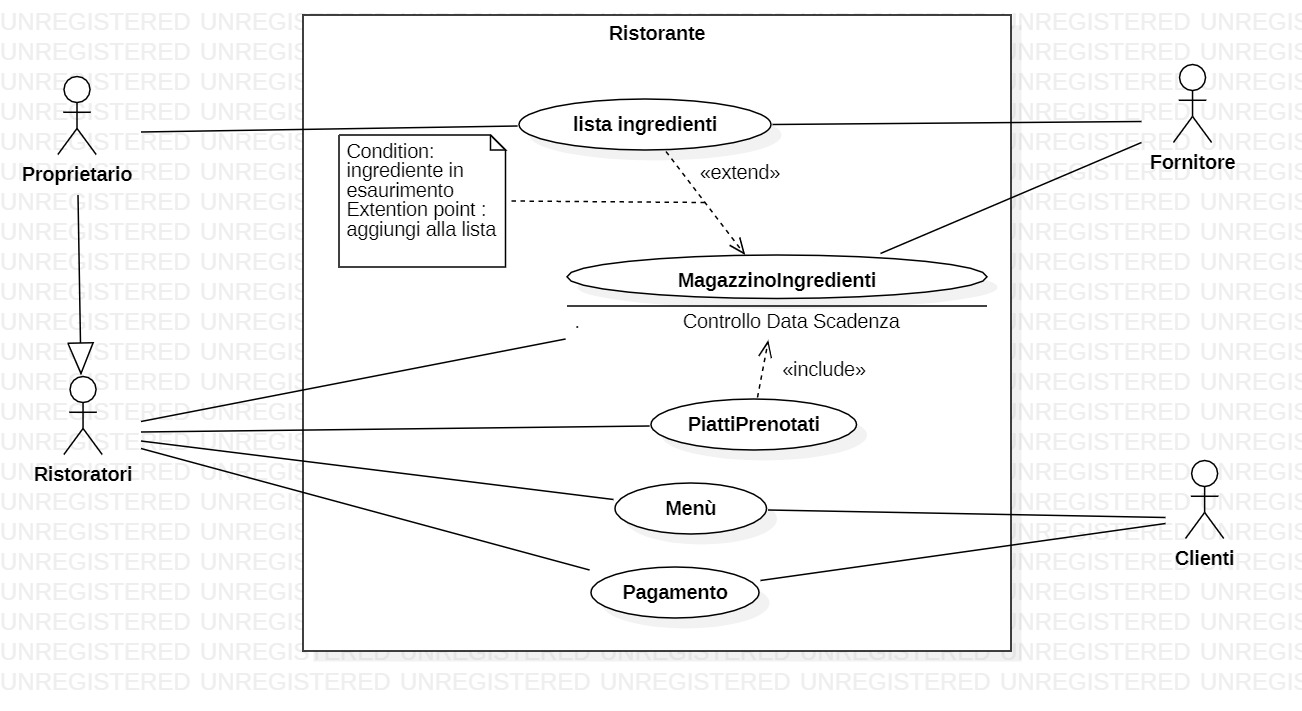 Ristorante
Proprietario
lista ingredienti
Fornitore
Condition:
ingrediente in
esaurimento
Extention point :
aggiungi alla lista
«extend»
MagazzinoIngredienti
.
Controllo Data Scadenza
«include»
Ristoratori
PiattiPrenotati
Menù
Pagamento
Clienti
UNREGISTERED UNREGISTERED UNREGISTERED UNREGISTERED UNREGISTERED UNREGISTERED UNREGIS